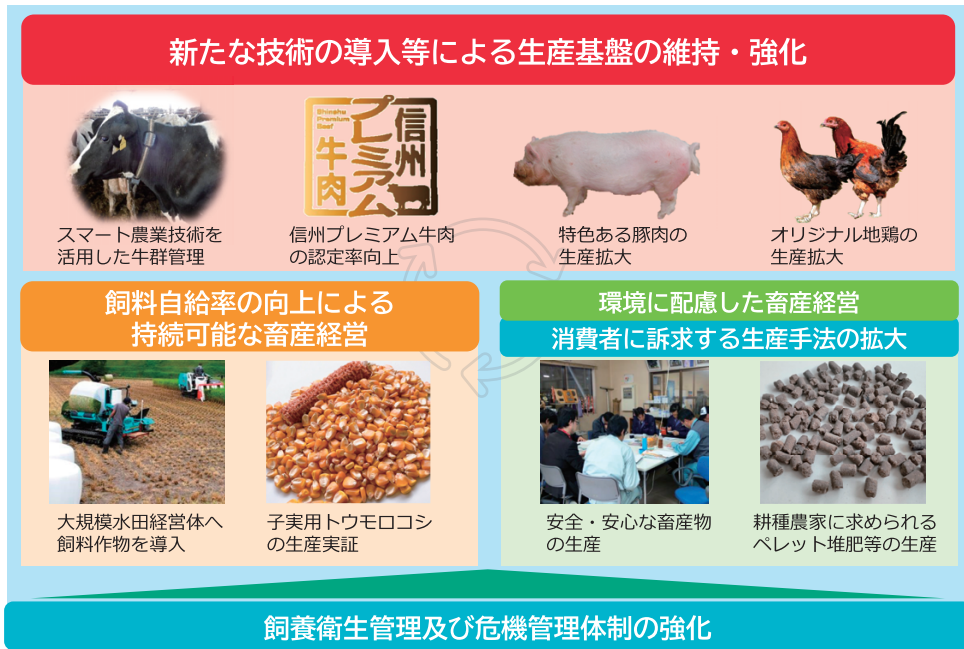 新たな技術の導入等による生産基盤の維持・強化
Shinshu
Premium
Beef
信州
プレミアム
牛肉
スマート農業技術を
活用した牛群管理
信州プレミアム牛肉
の認定率向上
特色ある豚肉の
生産拡大
オリジナル地鶏の
生産拡大
飼料自給率の向上による
持続可能な畜産経営
大規模水田経営体へ
飼料作物を導入
子実用トウモロコシ
の生産実証
環境に配慮した畜産経営
消費者に訴求する生産手法の拡大
安全・安心な畜産物
の生産
耕種農家に求められる
ペレット堆肥等の生産
飼養衛生管理及び危機管理体制の強化